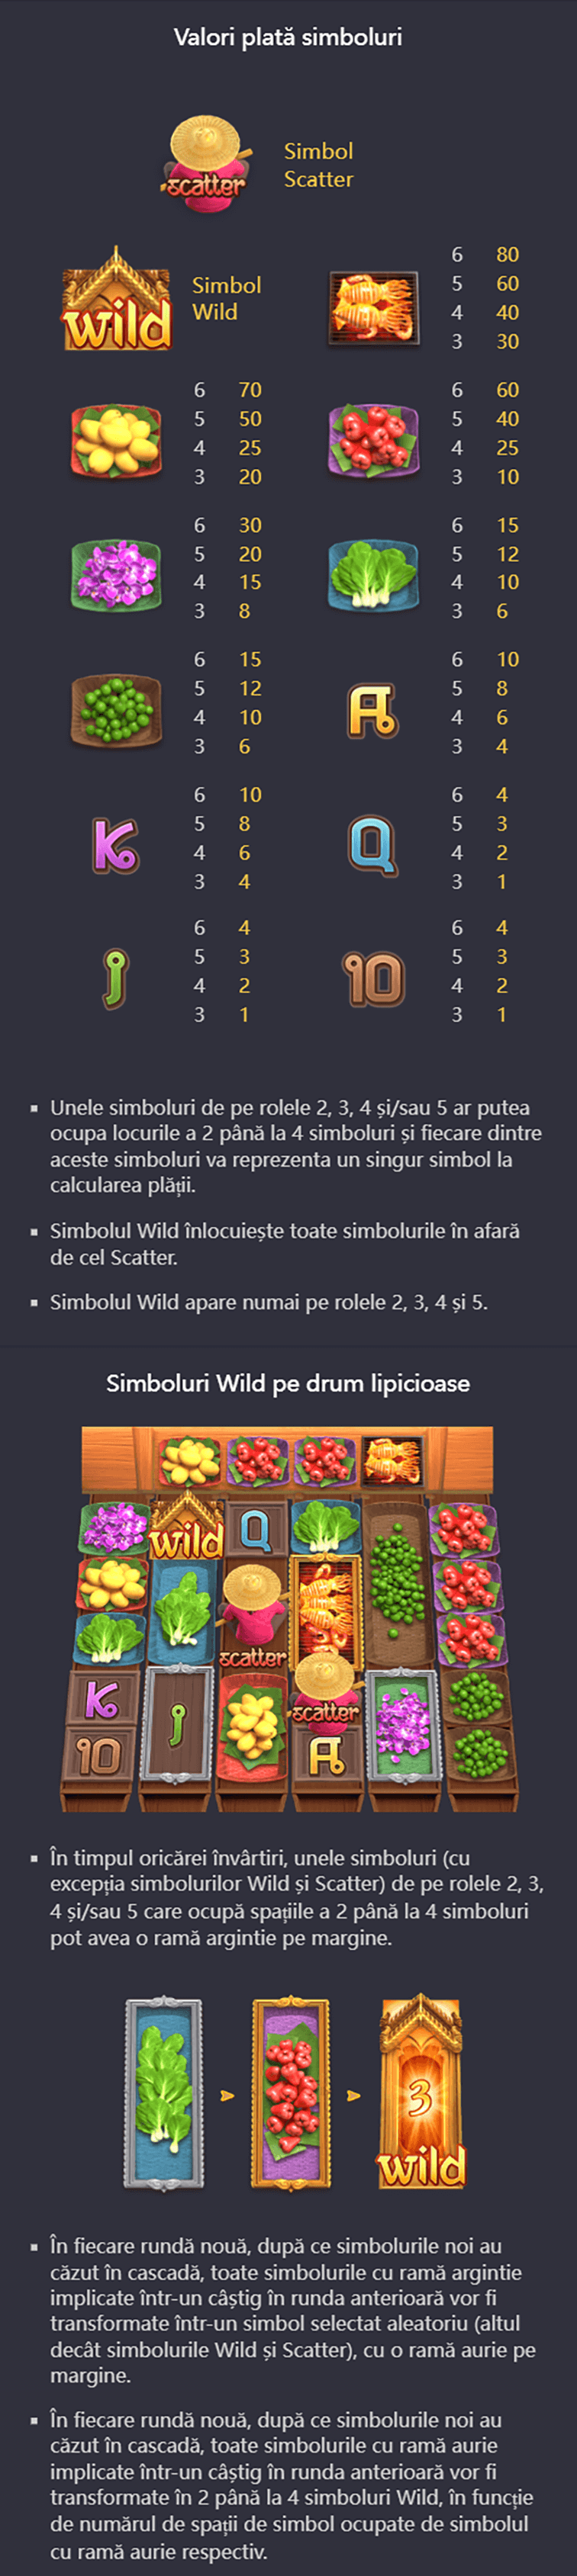 Valori plată simboluri
scatter
Simbol
Scatter
wild
Simbol
Wild
6 80
5 60
4 40
3 30
6 70
5 50
4 25
3 20
6 60
5 40
4 25
3 10
6 30
5 20
4 15
3 8
6 15
5 12
4 10
3 6
6 15
5 12
4 10
3 6
A
6 10
5 8
6 6
3 4
K
6 10
5 8
4 6
3 4
Q
6 4
5 3
4 2
3 1
J
6 4
5 3
4 2
3 1
10
6 4
5 3
4 2
3 1
▪ Unele simboluri de pe rolele 2, 3, 4 și/sau 5 ar putea
ocupa locurile a 2 până la 4 simboluri și fiecare dintre
aceste simboluri va reprezenta un singur simbol la
calcularea plății.
▪ Simbolul Wild înlocuiește toate simbolurile în afară
de cel Scatter.
▪ Simbolul Wild apare numai pe rolele 2, 3, 4 și 5.
Simboluri Wild pe drum lipicioase
wild
Q
scatter
K
J
scatter
10
A
▪ În timpul oricărei învârtiri, unele simboluri (cu
excepția simbolurilor Wild și Scatter) de pe rolele 2, 3,
4 și/sau 5 care ocupă spațiile a 2 până la 4 simboluri
pot avea o ramă argintie pe margine.
3
wild
▪ În fiecare rundă nouă, după ce simbolurile noi au
căzut în cascadă, toate simbolurile cu ramă argintie
implicate într-un câștig în runda anterioară vor fi
transformate într-un simbol selectat aleatoriu (altul
decât simbolurile Wild și Scatter), cu o ramă aurie pe
margine.
▪ În fiecare rundă nouă, după ce simbolurile noi au
căzut în cascadă, toate simbolurile cu ramă aurie
implicate într-un câștig în runda anterioară vor fi
transformate în 2 până la 4 simboluri Wild, în funcție
de numărul de spații de simbol ocupate de simbolul
cu ramă aurie respectiv.